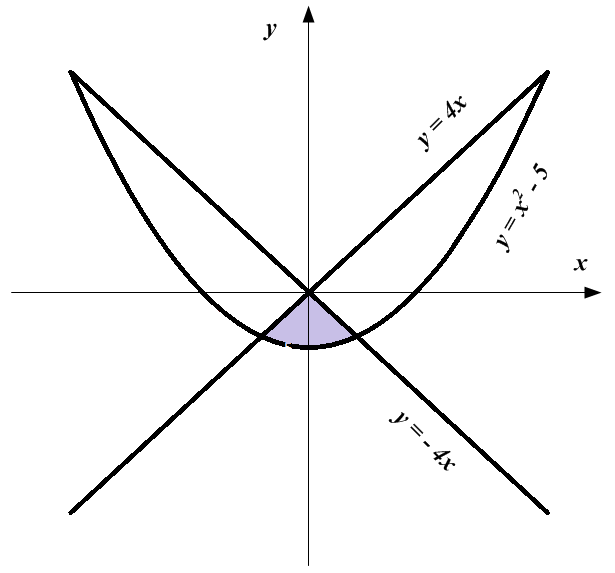 y
y = 4x
y = x² - 5
x
y = - 4x